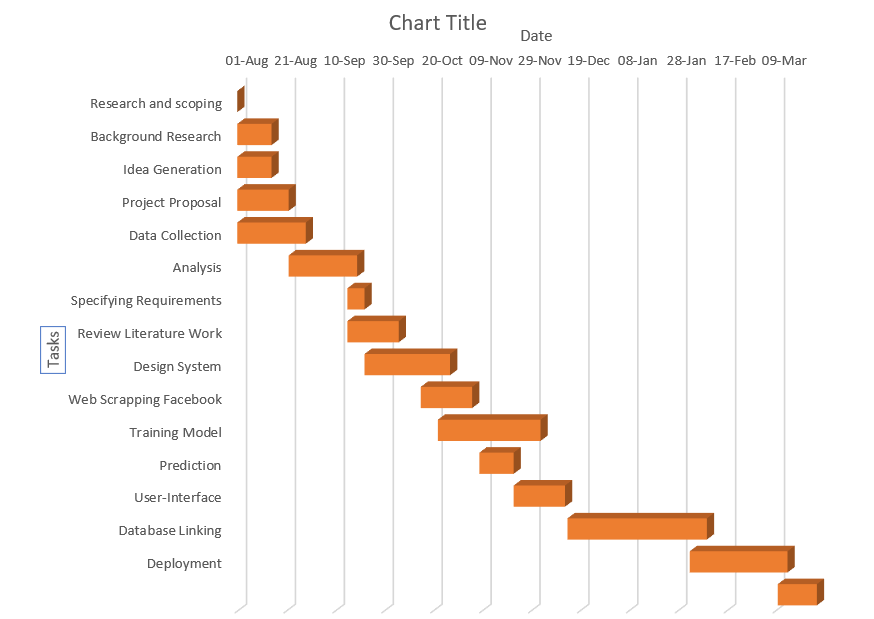 Chart Title
Date
01-Aug 21-Aug 10-Sep 30-Sep 20-Oct 09-Nov 29-Nov 19-Dec 08-Jan 28-Jan 17-Feb 09-Mar
Research and scoping
Background Research
Idea Generation
Project Proposal
Data Collection
Analysis
Specifying Requirements
Tasks
Review Literature Work
Design System
Web Scrapping Facebook
Training Model
Prediction
User-Interface
Database Linking
Deployment